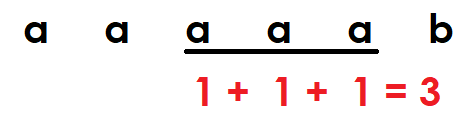 a a a a a b
1 + 1 + 1 = 3